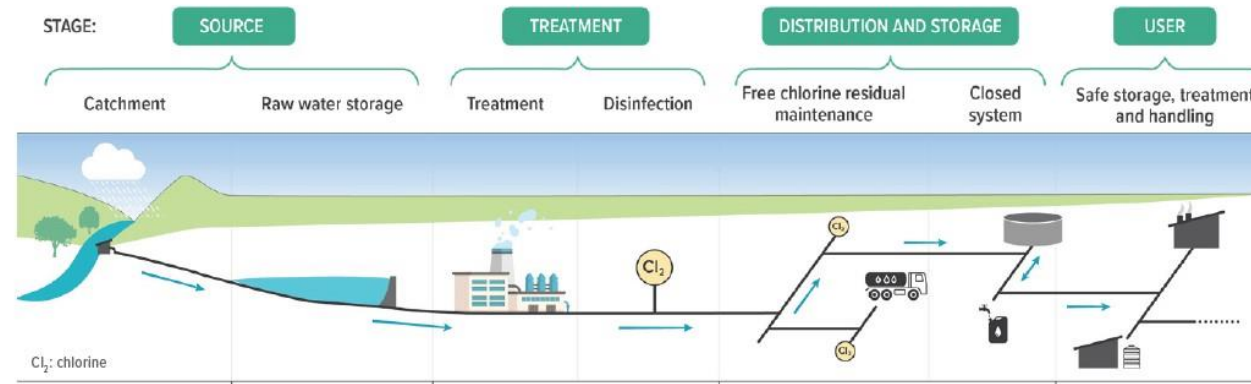 STAGE:
SOURCE
TREATMENT
DISTRIBUTION AND STORAGE
USER
Catchment
Raw water storage
Treatment
Disinfection
Free chlorine residual
maintenance
Closed
system
Safe storage, treatment
and handling
Cl₂
Cl₂
Cl₂
Cl₂: chlorine